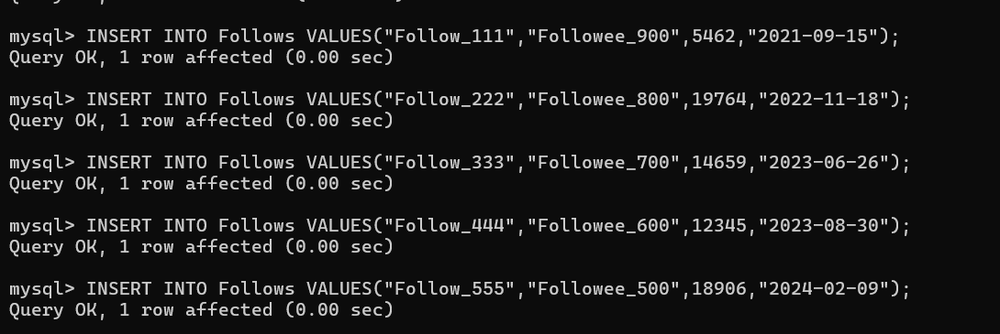 mysql> INSERT INTO Follows VALUES("Follow_111","Followee_900",5462,"2021-09-15");
Query OK, 1 row affected (0.00 sec)
mysql> INSERT INTO Follows VALUES("Follow_222","Followee_800",19764,"2022-11-18");
Query OK, 1 row affected (0.00 sec)
mysql> INSERT INTO Follows VALUES("Follow_333","Followee_700",14659,"2023-06-26");
Query OK, 1 row affected (0.00 sec)
mysql> INSERT INTO Follows VALUES("Follow_444","Followee_600",12345,"2023-08-30");
Query OK, 1 row affected (0.00 sec)
mysql> INSERT INTO Follows VALUES("Follow_555","Followee_500",18906,"2024-02-09");
Query OK, 1 row affected (0.00 sec)